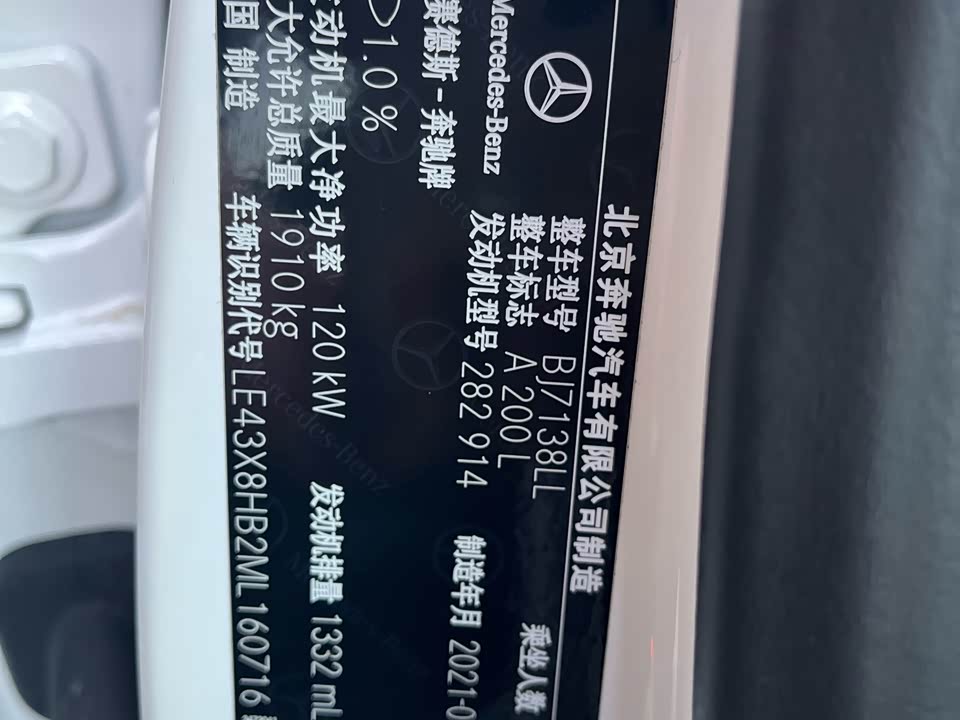 北京奔驰汽车有限公司制造
Mercedes-Benz
整车型号 BJ7138LL
整车标志 A 200 L
乘坐人数
赛德斯-奔驰牌
发动机型号 282 914
制造年月 2021-0
1.0 %
动机最大净功率 120 kW
发动机排量 1332 mL
大允许总质量 1910 kg
国 制造
车辆识别代号 LE43X8HB2ML160716